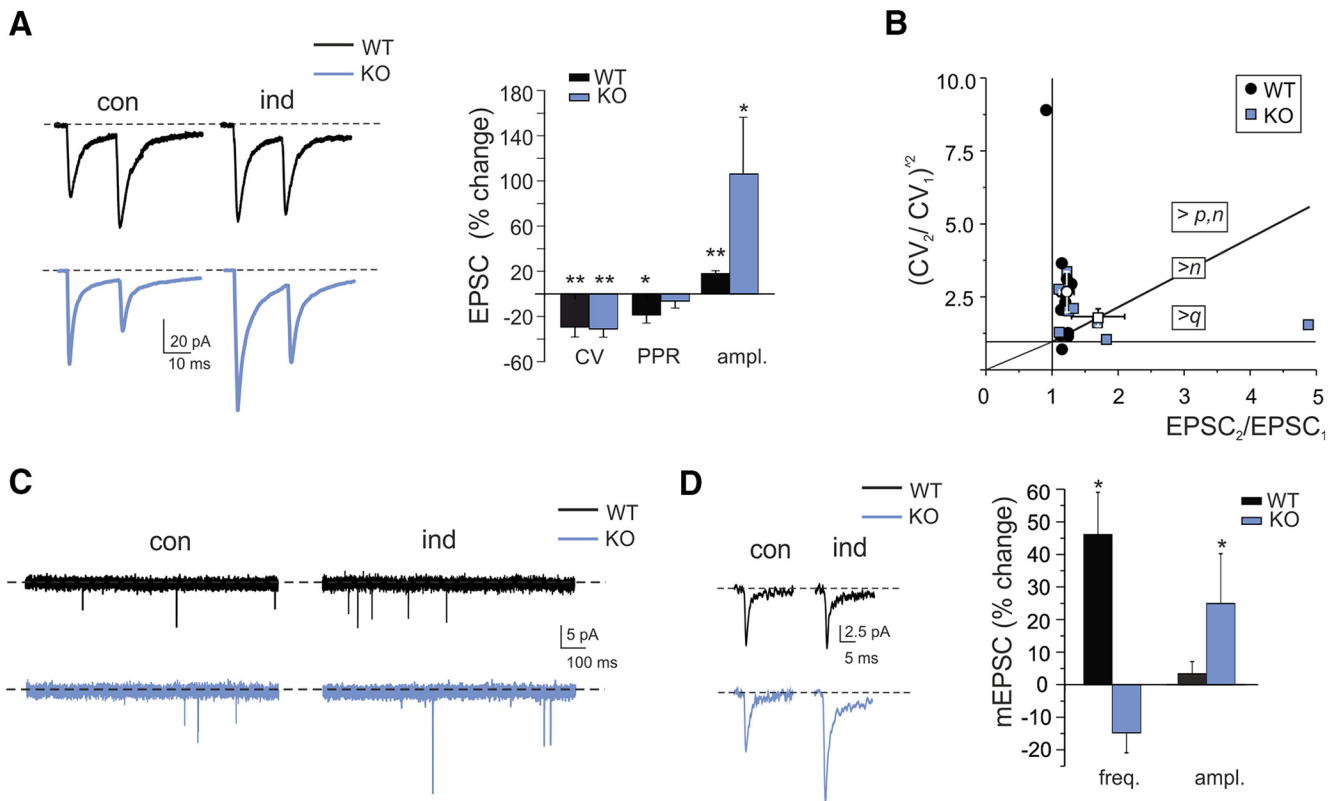 A
WT
KO
con
ind
20 pA
10 ms
WT
KO
EPSC (% change)
180
140
100
60
20
-20
-60
**
**
*
**
*
CV
PPR
ampl.
B
10.0
7.5
5.0
2.5
(CV2/ CV1)^2
WT
KO
> p,n
>n
>q
0
1
2
3
4
5
EPSC2/EPSC1
C
WT
KO
con
ind
5 pA
100 ms
D
WT
KO
con
ind
2.5 pA
5 ms
mEPSC (% change)
60
50
40
30
20
10
0
-10
-20
*
*
WT
KO
freq.
ampl.